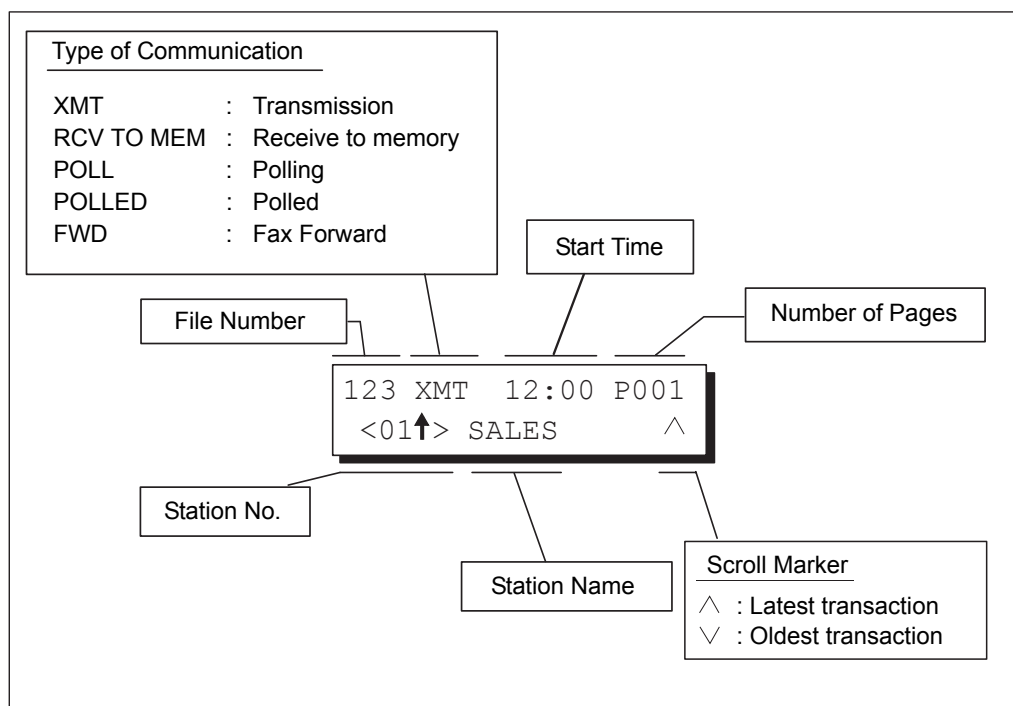 Type of Communication
XMT : Transmission
RCV TO MEM : Receive to memory
POLL : Polling
POLLED : Polled
FWD : Fax Forward
Start Time
File Number
Number of Pages
123 XMT 12:00 P001
<01↑> SALES ∧
Station No.
Station Name
Scroll Marker
∧ : Latest transaction
∨ : Oldest transaction